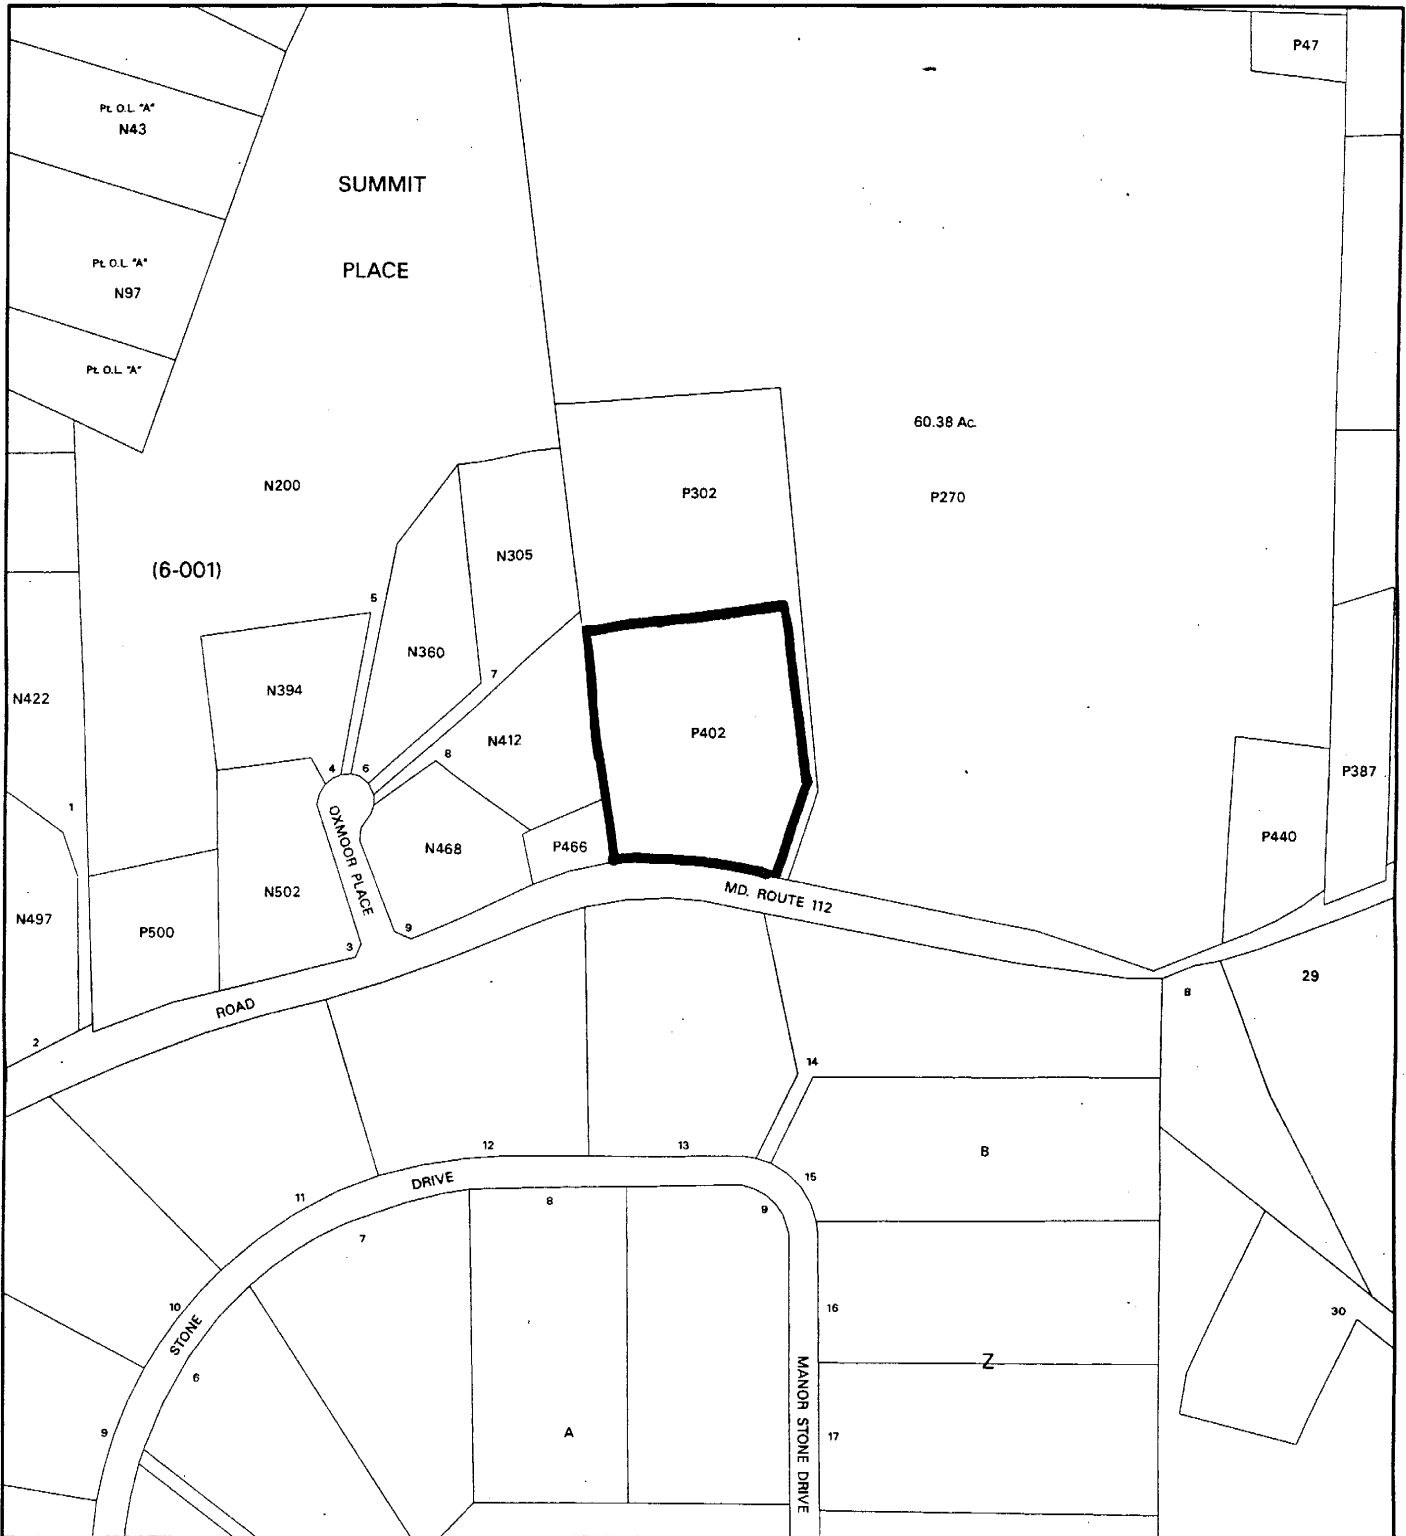 P47
Pt. O.L. "A"
N43
SUMMIT
PLACE
Pt. O.L. "A"
N97
Pt. O.L. "A"
60.38 Ac.
N200
P302
P270
N305
(6-001)
5
N360
7
N394
N422
P402
N412
8
4
6
P387
1
OXMOOR PLACE
P440
N468
P466
N502
MD. ROUTE 112
N497
P500
9
3
29
8
ROAD
2
14
12
13
B
DRIVE
15
11
8
9
7
10
16
30
STONE
Z
6
MANOR STONE DRIVE
9
A
17